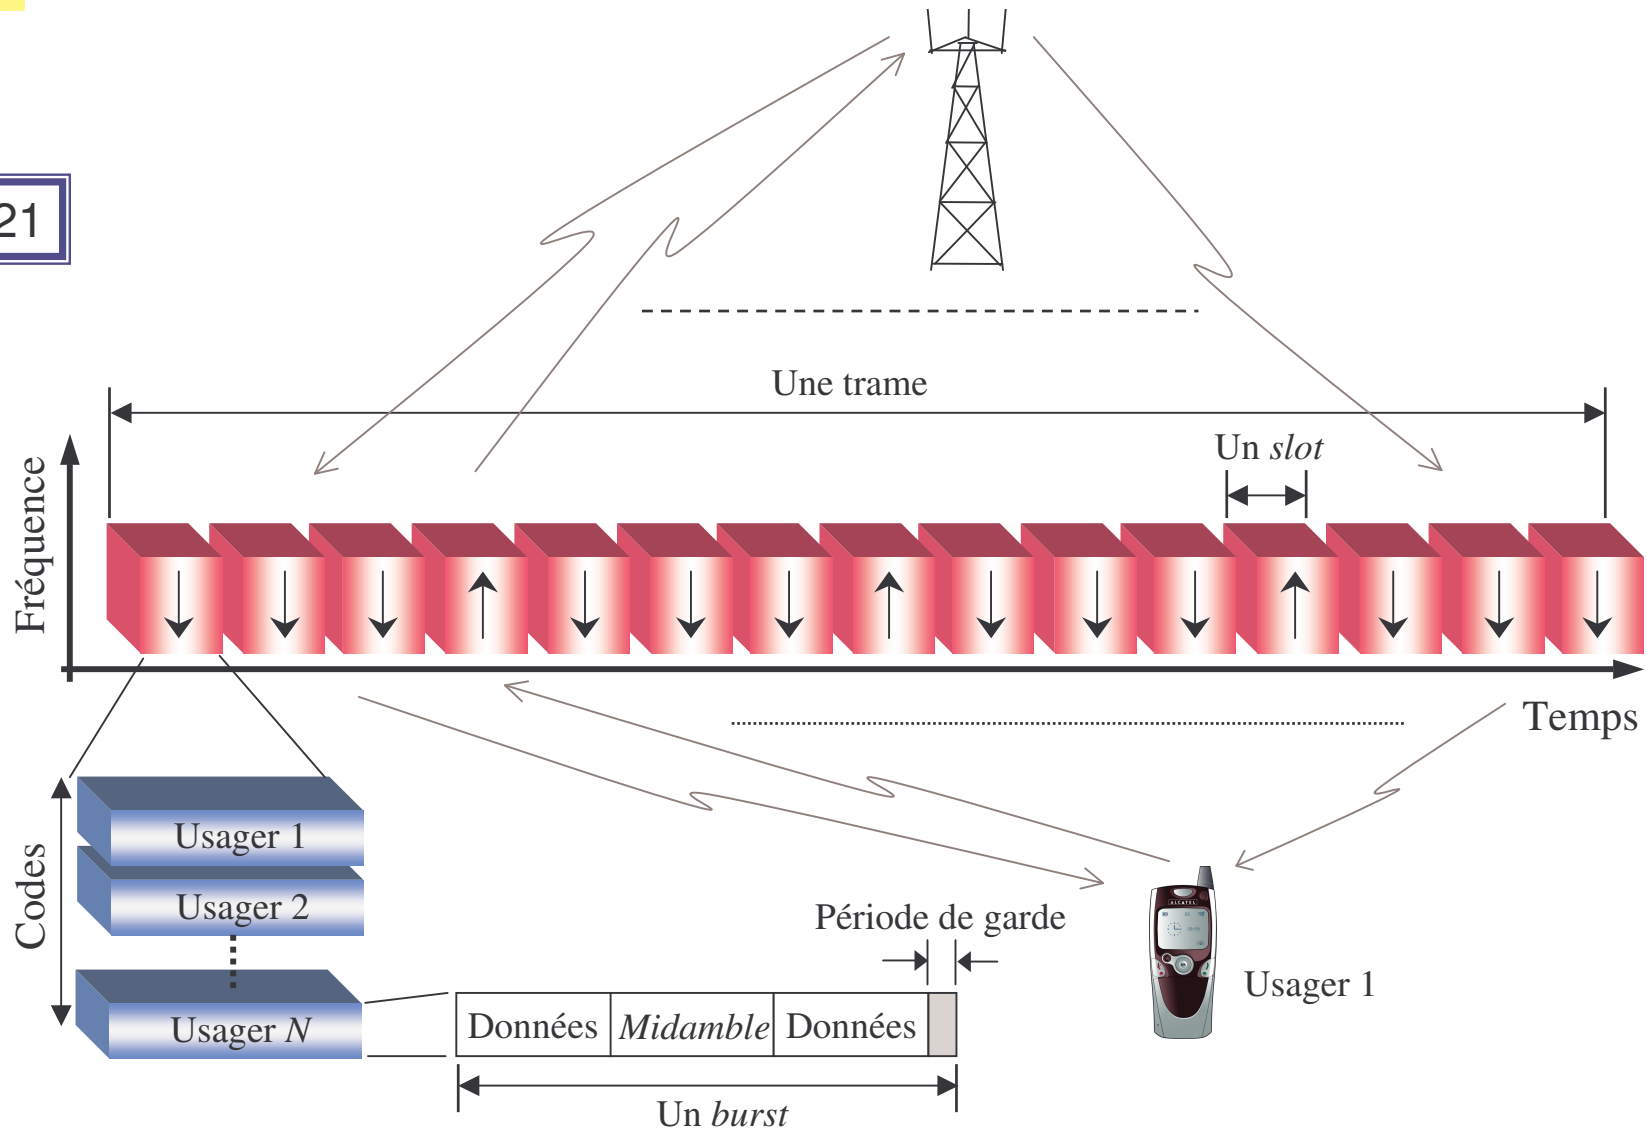 21
Une trame
Un slot
Fréquence
Temps
Codes
Usager 1
Usager 2
Usager N
Période de garde
Données Midamble Données
Un burst
ALCATEL
Usager 1